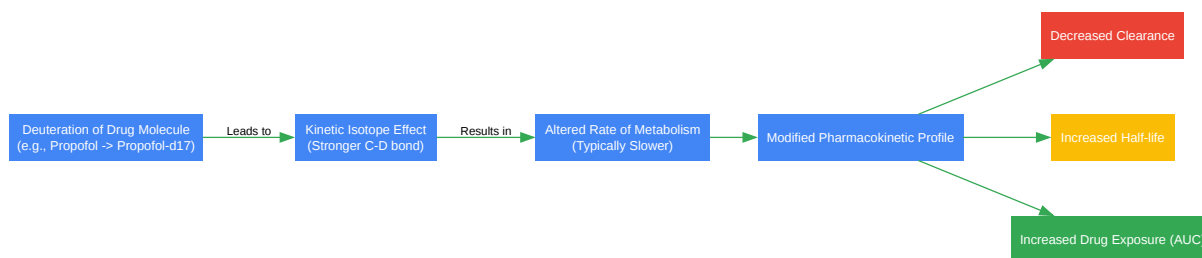 Decreased Clearance
Deuteration of Drug Molecule
(e.g., Propofol -> Propofol-d17)
Leads to
Kinetic Isotope Effect
(Stronger C-D bond)
Results in
Altered Rate of Metabolism
(Typically Slower)
Modified Pharmacokinetic Profile
Increased Half-life
Increased Drug Exposure (AUC)